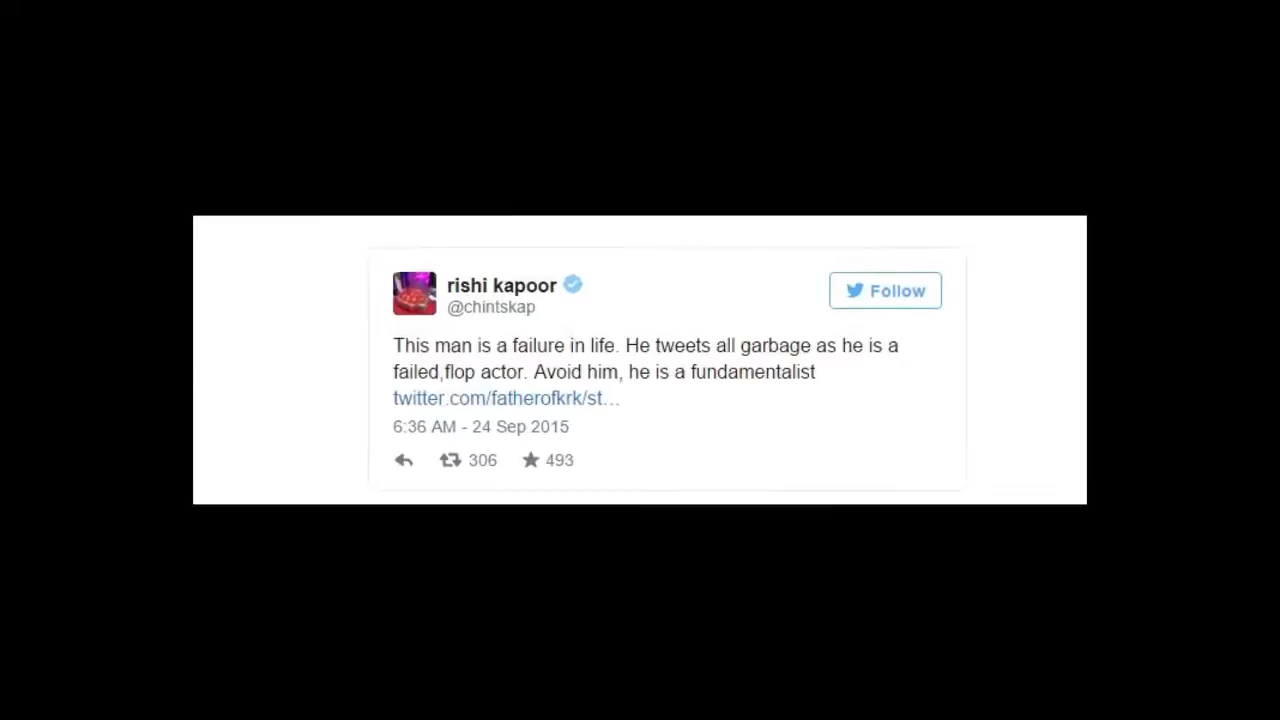 rishi kapoor
@chintskap
Follow
This man is a failure in life. He tweets all garbage as he is a
failed,flop actor. Avoid him, he is a fundamentalist
twitter.com/fatherofkrk/st...
6:36 AM - 24 Sep 2015
306 493